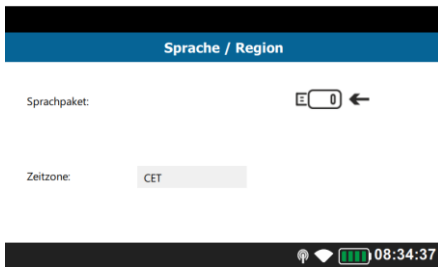 Sprache / Region
Sprachpaket:
0
Zeitzone:
CET
08:34:37